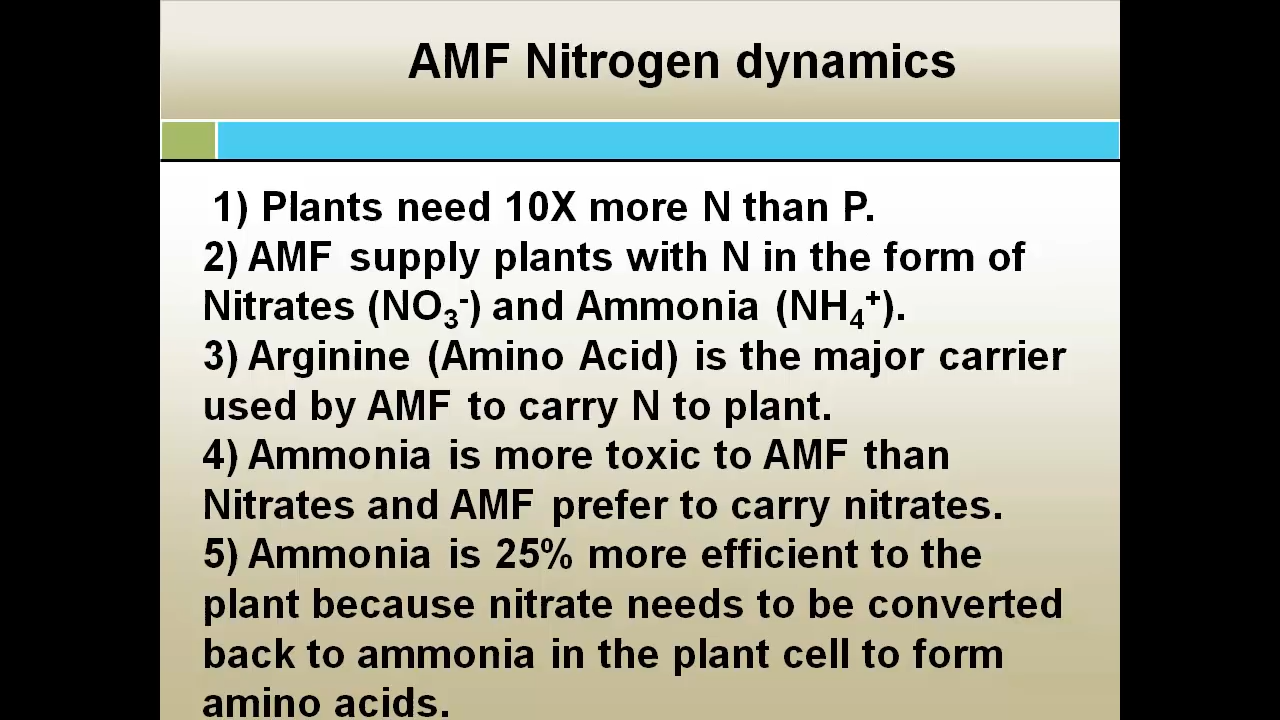 AMF Nitrogen dynamics
1) Plants need 10X more N than P.
2) AMF supply plants with N in the form of
Nitrates (NO₃⁻) and Ammonia (NH₄⁺).
3) Arginine (Amino Acid) is the major carrier
used by AMF to carry N to plant.
4) Ammonia is more toxic to AMF than
Nitrates and AMF prefer to carry nitrates.
5) Ammonia is 25% more efficient to the
plant because nitrate needs to be converted
back to ammonia in the plant cell to form
amino acids.